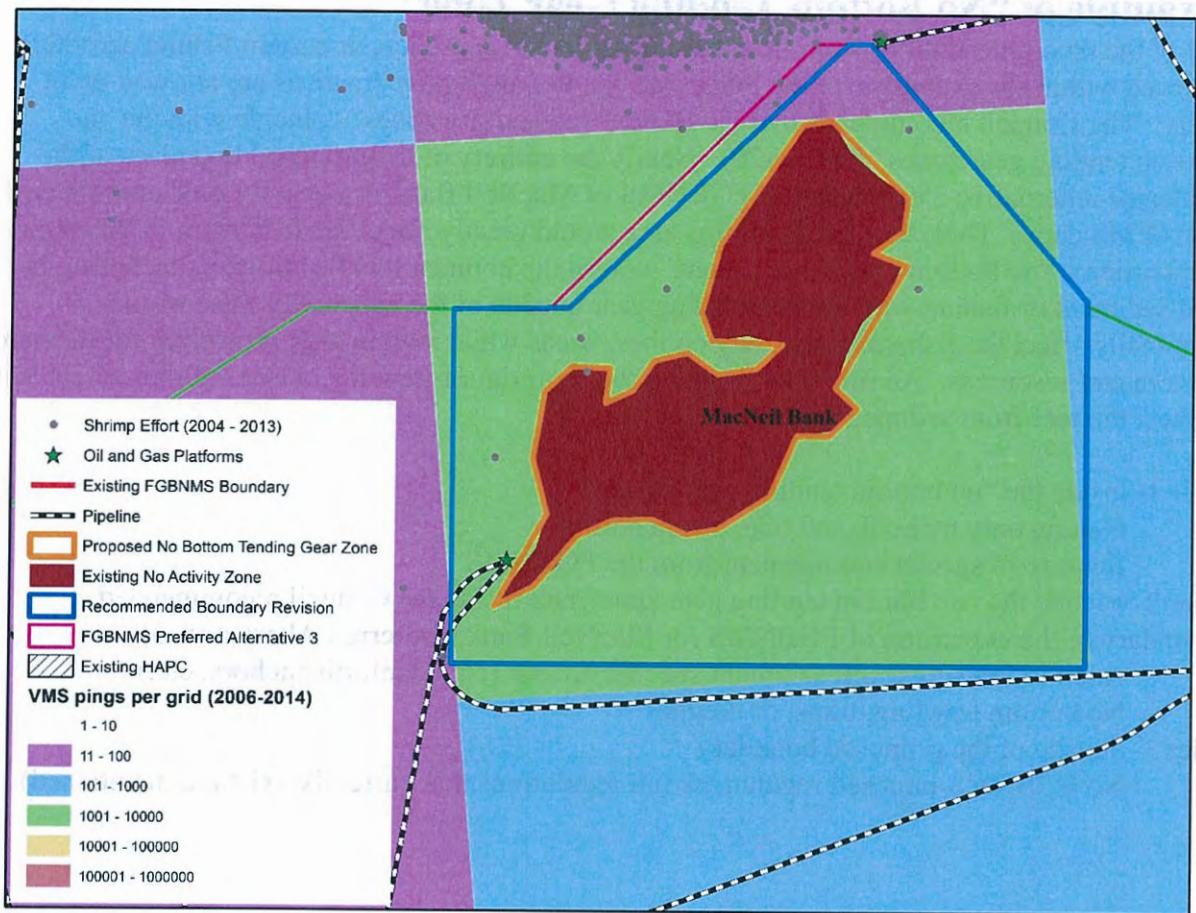 MacNeil Bank
Shrimp Effort (2004 - 2013)
Oil and Gas Platforms
Existing FGBNMS Boundary
Pipeline
Proposed No Bottom Tending Gear Zone
Existing No Activity Zone
Recommended Boundary Revision
FGBNMS Preferred Alternative 3
Existing HAPC
VMS pings per grid (2006-2014)
1 - 10
11 - 100
101 - 1000
1001 - 10000
10001 - 100000
100001 - 1000000